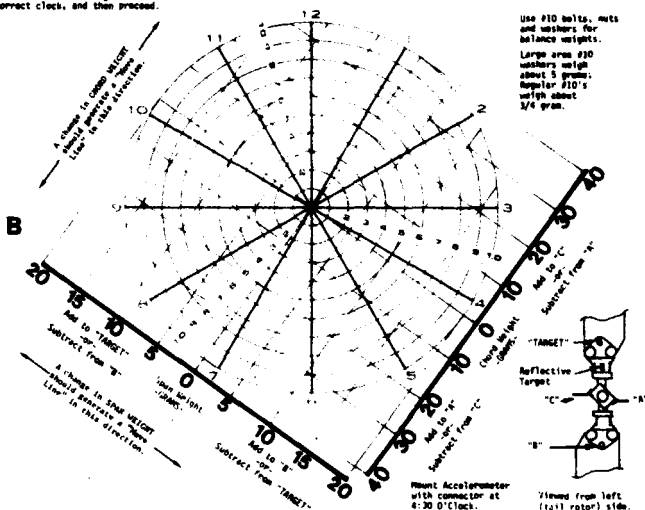 correct clock, and then proceed.
12
11
10
2
3
4
5
7
B
Use #10 bolts, nuts
and washers for
balance weights.
Large area #10
washers weigh
about 5 grams;
Regular #10's
weigh about
3/4 gram.
A change in CHORD WEIGHT
should generate a "Move
Line" in this direction.
20 15 10 5 0 5 10 15 20
Add to "TARGET"
-or-
Subtract from "B"
Span Weight
-GRAMS-
Add to "B"
-or-
Subtract from "TARGET"
A change in SPAN WEIGHT
should generate a "Move
Line" in this direction.
40 30 20 10 0 10 20 30 40
Add to "C"
-or-
Subtract from "A"
Chord Weight
-GRAMS-
Add to "A"
-or-
Subtract from "C"
"TARGET"
Reflective
Target
"C"
"A"
"B"
Mount Accelerometer
with connector at
4:30 O'Clock.
Viewed from left
(tail rotor) side.